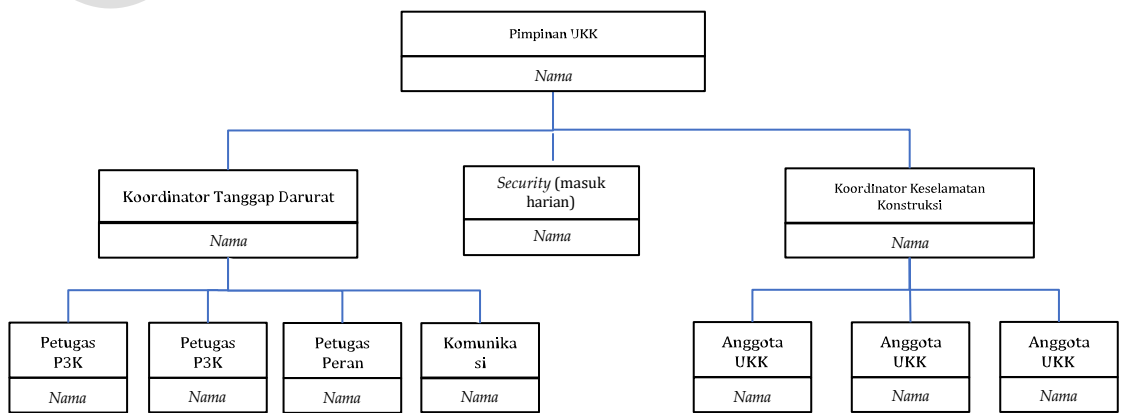 Pimpinan UKK
Nama
Koordinator Tanggap Darurat
Nama
Security (masuk
harian)
Nama
Koordinator Keselamatan
Konstruksi
Nama
Petugas
P3K
Nama
Petugas
P3K
Nama
Petugas
Peran
Nama
Komunika
si
Nama
Anggota
UKK
Nama
Anggota
UKK
Nama
Anggota
UKK
Nama